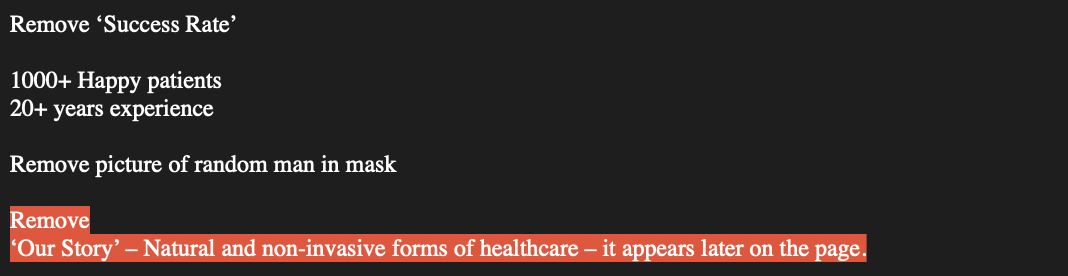 Remove ‘Success Rate’
1000+ Happy patients
20+ years experience
Remove picture of random man in mask
Remove
‘Our Story’ – Natural and non-invasive forms of healthcare – it appears later on the page.